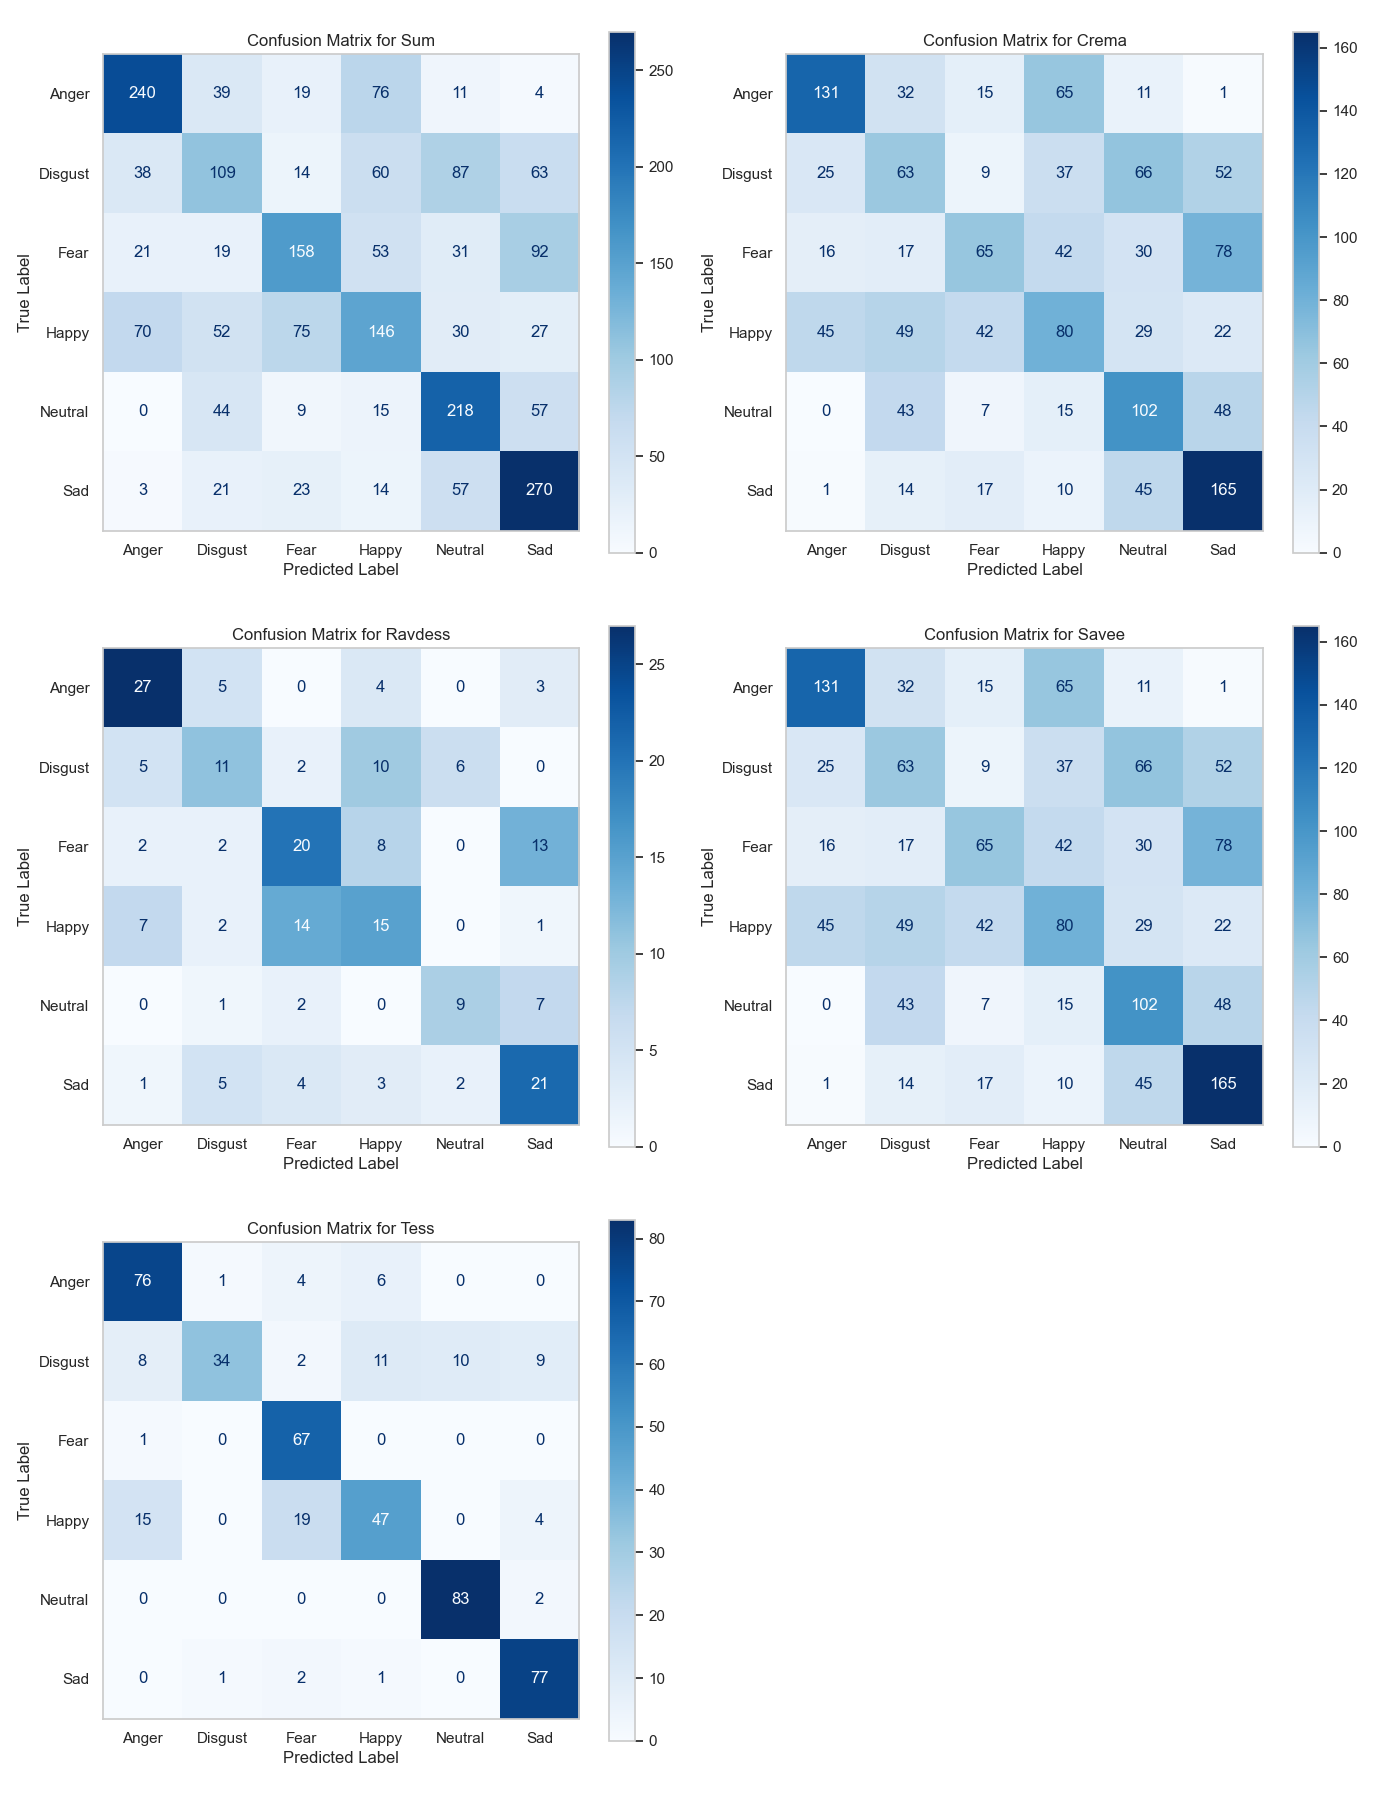 Confusion Matrix for Sum
True Label
Anger 240 39 19 76 11 4
Disgust 38 109 14 60 87 63
Fear 21 19 158 53 31 92
Happy 70 52 75 146 30 27
Neutral 0 44 9 15 218 57
Sad 3 21 23 14 57 270
Anger Disgust Fear Happy Neutral Sad
Predicted Label
250
200
150
100
50
0
Confusion Matrix for Crema
True Label
Anger 131 32 15 65 11 1
Disgust 25 63 9 37 66 52
Fear 16 17 65 42 30 78
Happy 45 49 42 80 29 22
Neutral 0 43 7 15 102 48
Sad 1 14 17 10 45 165
Anger Disgust Fear Happy Neutral Sad
Predicted Label
160
140
120
100
80
60
40
20
0
Confusion Matrix for Ravdess
True Label
Anger 27 5 0 4 0 3
Disgust 5 11 2 10 6 0
Fear 2 2 20 8 0 13
Happy 7 2 14 15 0 1
Neutral 0 1 2 0 9 7
Sad 1 5 4 3 2 21
Anger Disgust Fear Happy Neutral Sad
Predicted Label
25
20
15
10
5
0
Confusion Matrix for Savee
True Label
Anger 131 32 15 65 11 1
Disgust 25 63 9 37 66 52
Fear 16 17 65 42 30 78
Happy 45 49 42 80 29 22
Neutral 0 43 7 15 102 48
Sad 1 14 17 10 45 165
Anger Disgust Fear Happy Neutral Sad
Predicted Label
160
140
120
100
80
60
40
20
0
Confusion Matrix for Tess
True Label
Anger 76 1 4 6 0 0
Disgust 8 34 2 11 10 9
Fear 1 0 67 0 0 0
Happy 15 0 19 47 0 4
Neutral 0 0 0 0 83 2
Sad 0 1 2 1 0 77
Anger Disgust Fear Happy Neutral Sad
Predicted Label
80
70
60
50
40
30
20
10
0